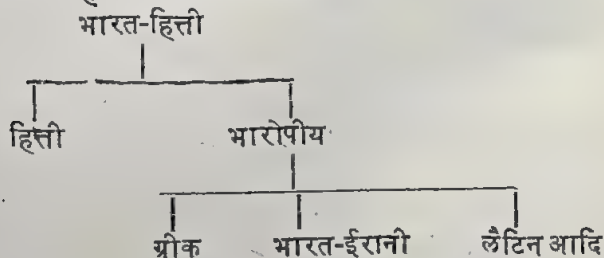 भारत-हित्ती
हित्ती भारोपीय
ग्रीक भारत-ईरानी लैटिन आदि